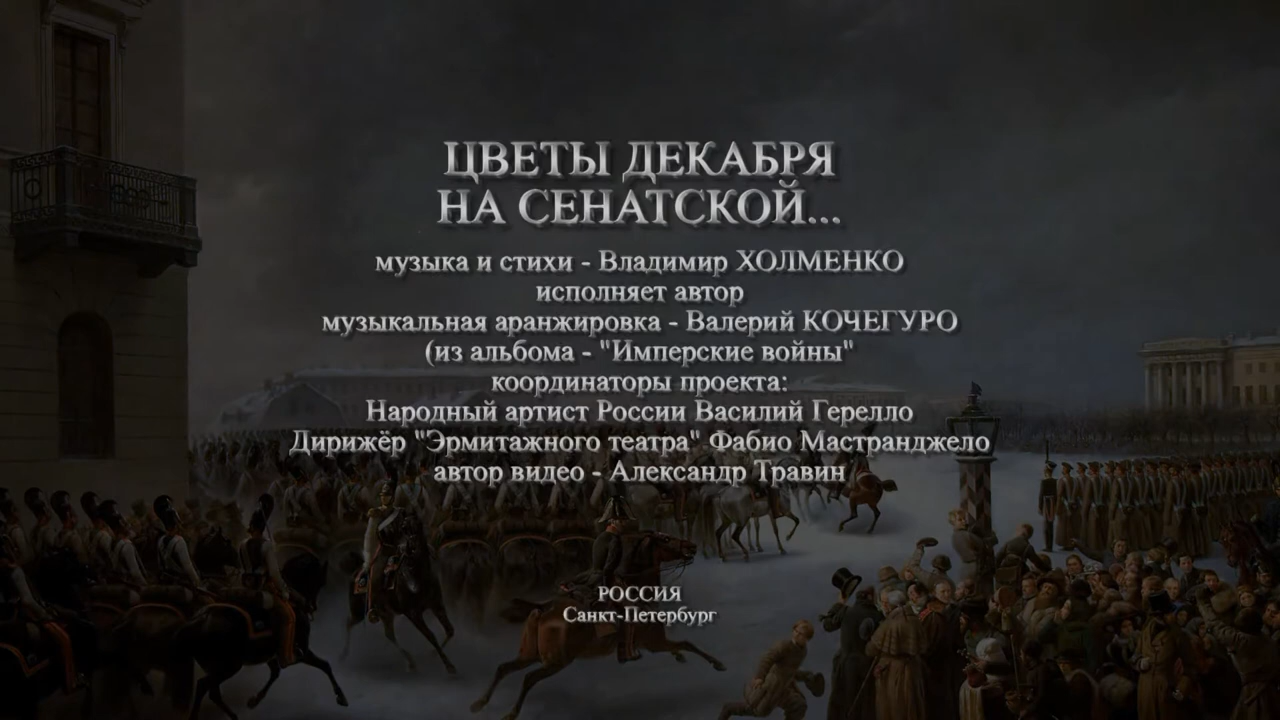 ЦВЕТЫ ДЕКАБРЯ
НА СЕНАТСКОЙ...
музыка и стихи - Владимир ХОЛМЕНКО
исполняет автор
музыкальная аранжировка - Валерий КОЧЕГУРО
(из альбома - "Имперские войны"
координаторы проекта:
Народный артист России Василий Герелло
Дирижёр "Эрмитажного театра" Фабио Мастранджело
автор видео - Александр Травин
РОССИЯ
Санкт-Петербург